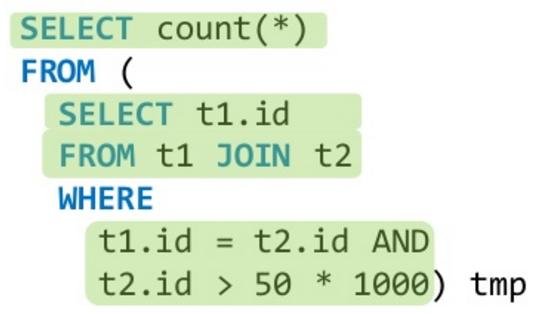 SELECT count(*)
FROM (
SELECT t1.id
FROM t1 JOIN t2
WHERE
t1.id = t2.id AND
t2.id > 50 * 1000) tmp